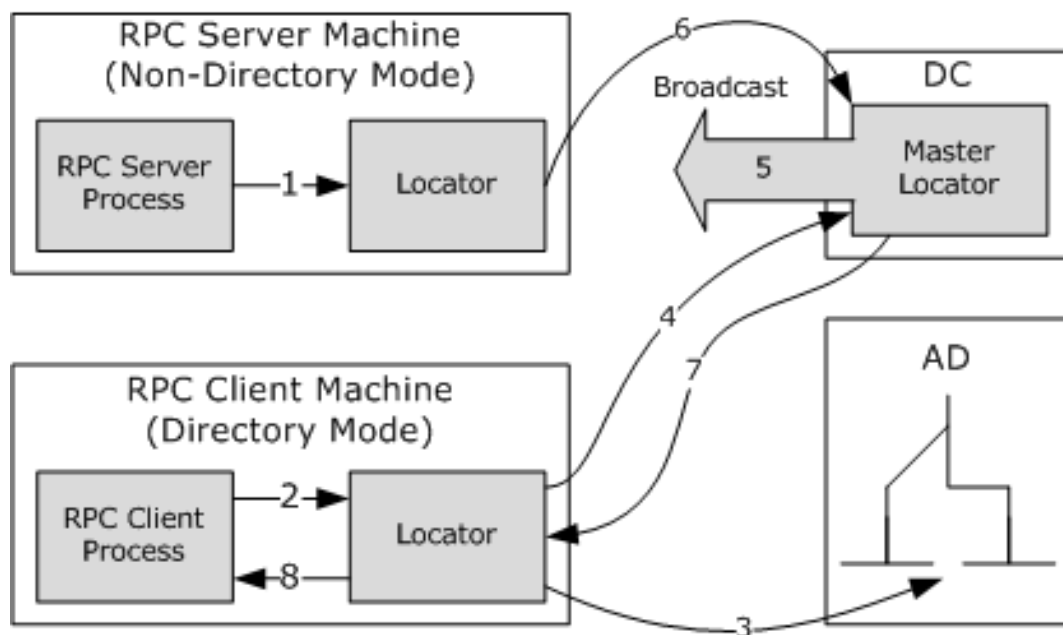 RPC Server Machine
(Non-Directory Mode)
RPC Server
Process
1
Locator
6
Broadcast
5
DC
Master
Locator
4
7
RPC Client Machine
(Directory Mode)
RPC Client
Process
2
8
Locator
3
AD